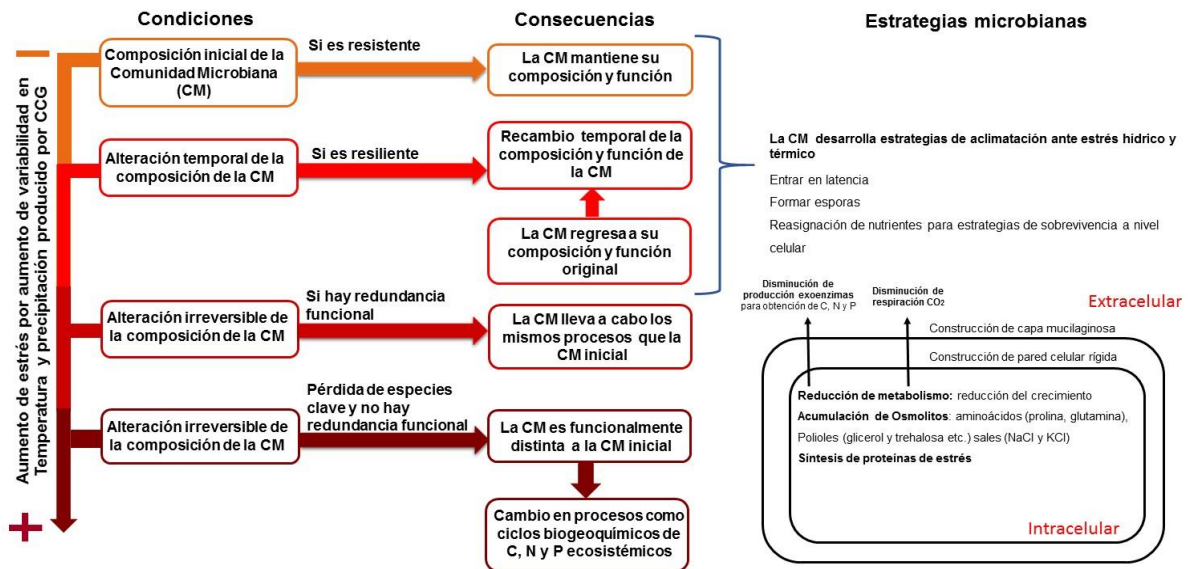 Condiciones
Consecuencias
Estrategias microbianas
−
Aumento de estrés por aumento de variabilidad en
Temperatura y precipitación producido por CCG
+
Composición inicial de la
Comunidad Microbiana
(CM)
Si es resistente
La CM mantiene su
composición y función
Alteración temporal de la
composición de la CM
Si es resiliente
Recambio temporal de la
composición y función de
la CM
La CM regresa a su
composición y función
original
Alteración irreversible de
la composición de la CM
Si hay redundancia
funcional
La CM lleva a cabo los
mismos procesos que la
CM inicial
Alteración irreversible de
la composición de la CM
Pérdida de especies
clave y no hay
redundancia funcional
La CM es funcionalmente
distinta a la CM inicial
Cambio en procesos como
ciclos biogeoquímicos de
C, N y P ecosistémicos
La CM desarrolla estrategias de aclimatación ante estrés hídrico y
térmico
Entrar en latencia
Formar esporas
Reasignación de nutrientes para estrategias de sobrevivencia a nivel
celular
Disminución de
producción exoenzimas
para obtención de C, N y P
Disminución de
respiración CO2
Extracelular
Construcción de capa mucilaginosa
Construcción de pared celular rígida
Reducción de metabolismo: reducción del crecimiento
Acumulación de Osmolitos: aminoácidos (prolina, glutamina),
Polioles (glicerol y trehalosa etc.) sales (NaCl y KCl)
Síntesis de proteínas de estrés
Intracelular